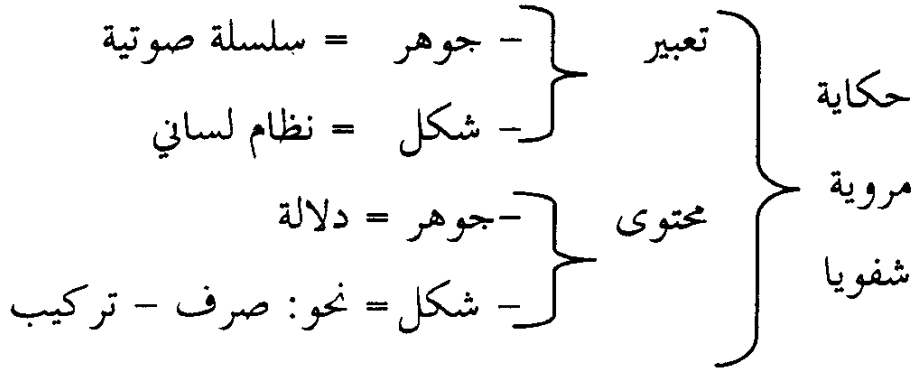 حكاية
مروية
شفويا
تعبير
- جوهر = سلسلة صوتية
- شكل = نظام لساني
محتوى
- جوهر = دلالة
- شكل = نحو: صرف - تركيب